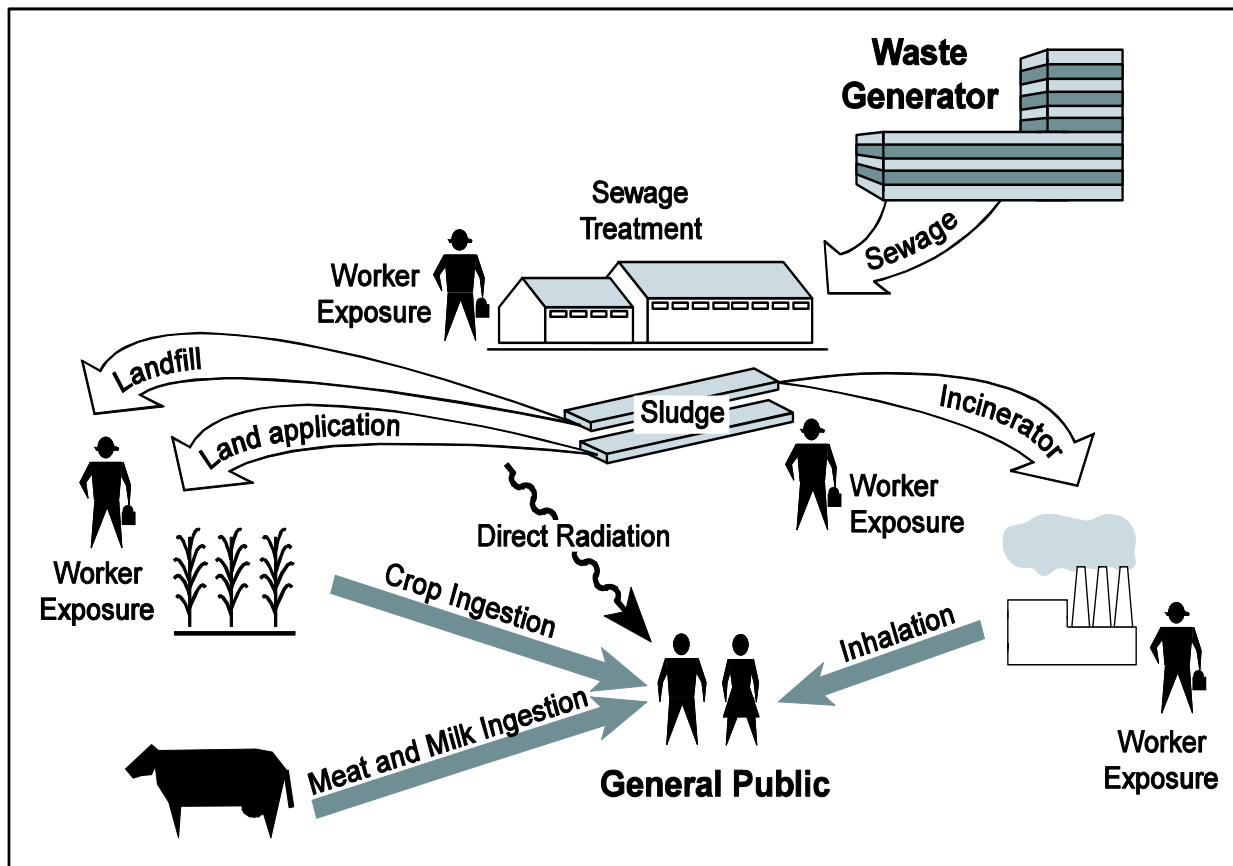 Waste
Generator
Sewage
Sewage
Treatment
Worker
Exposure
Landfill
Land application
Sludge
Incinerator
Worker
Exposure
Direct Radiation
Worker
Exposure
Crop Ingestion
Inhalation
Meat and Milk Ingestion
General Public
Worker
Exposure